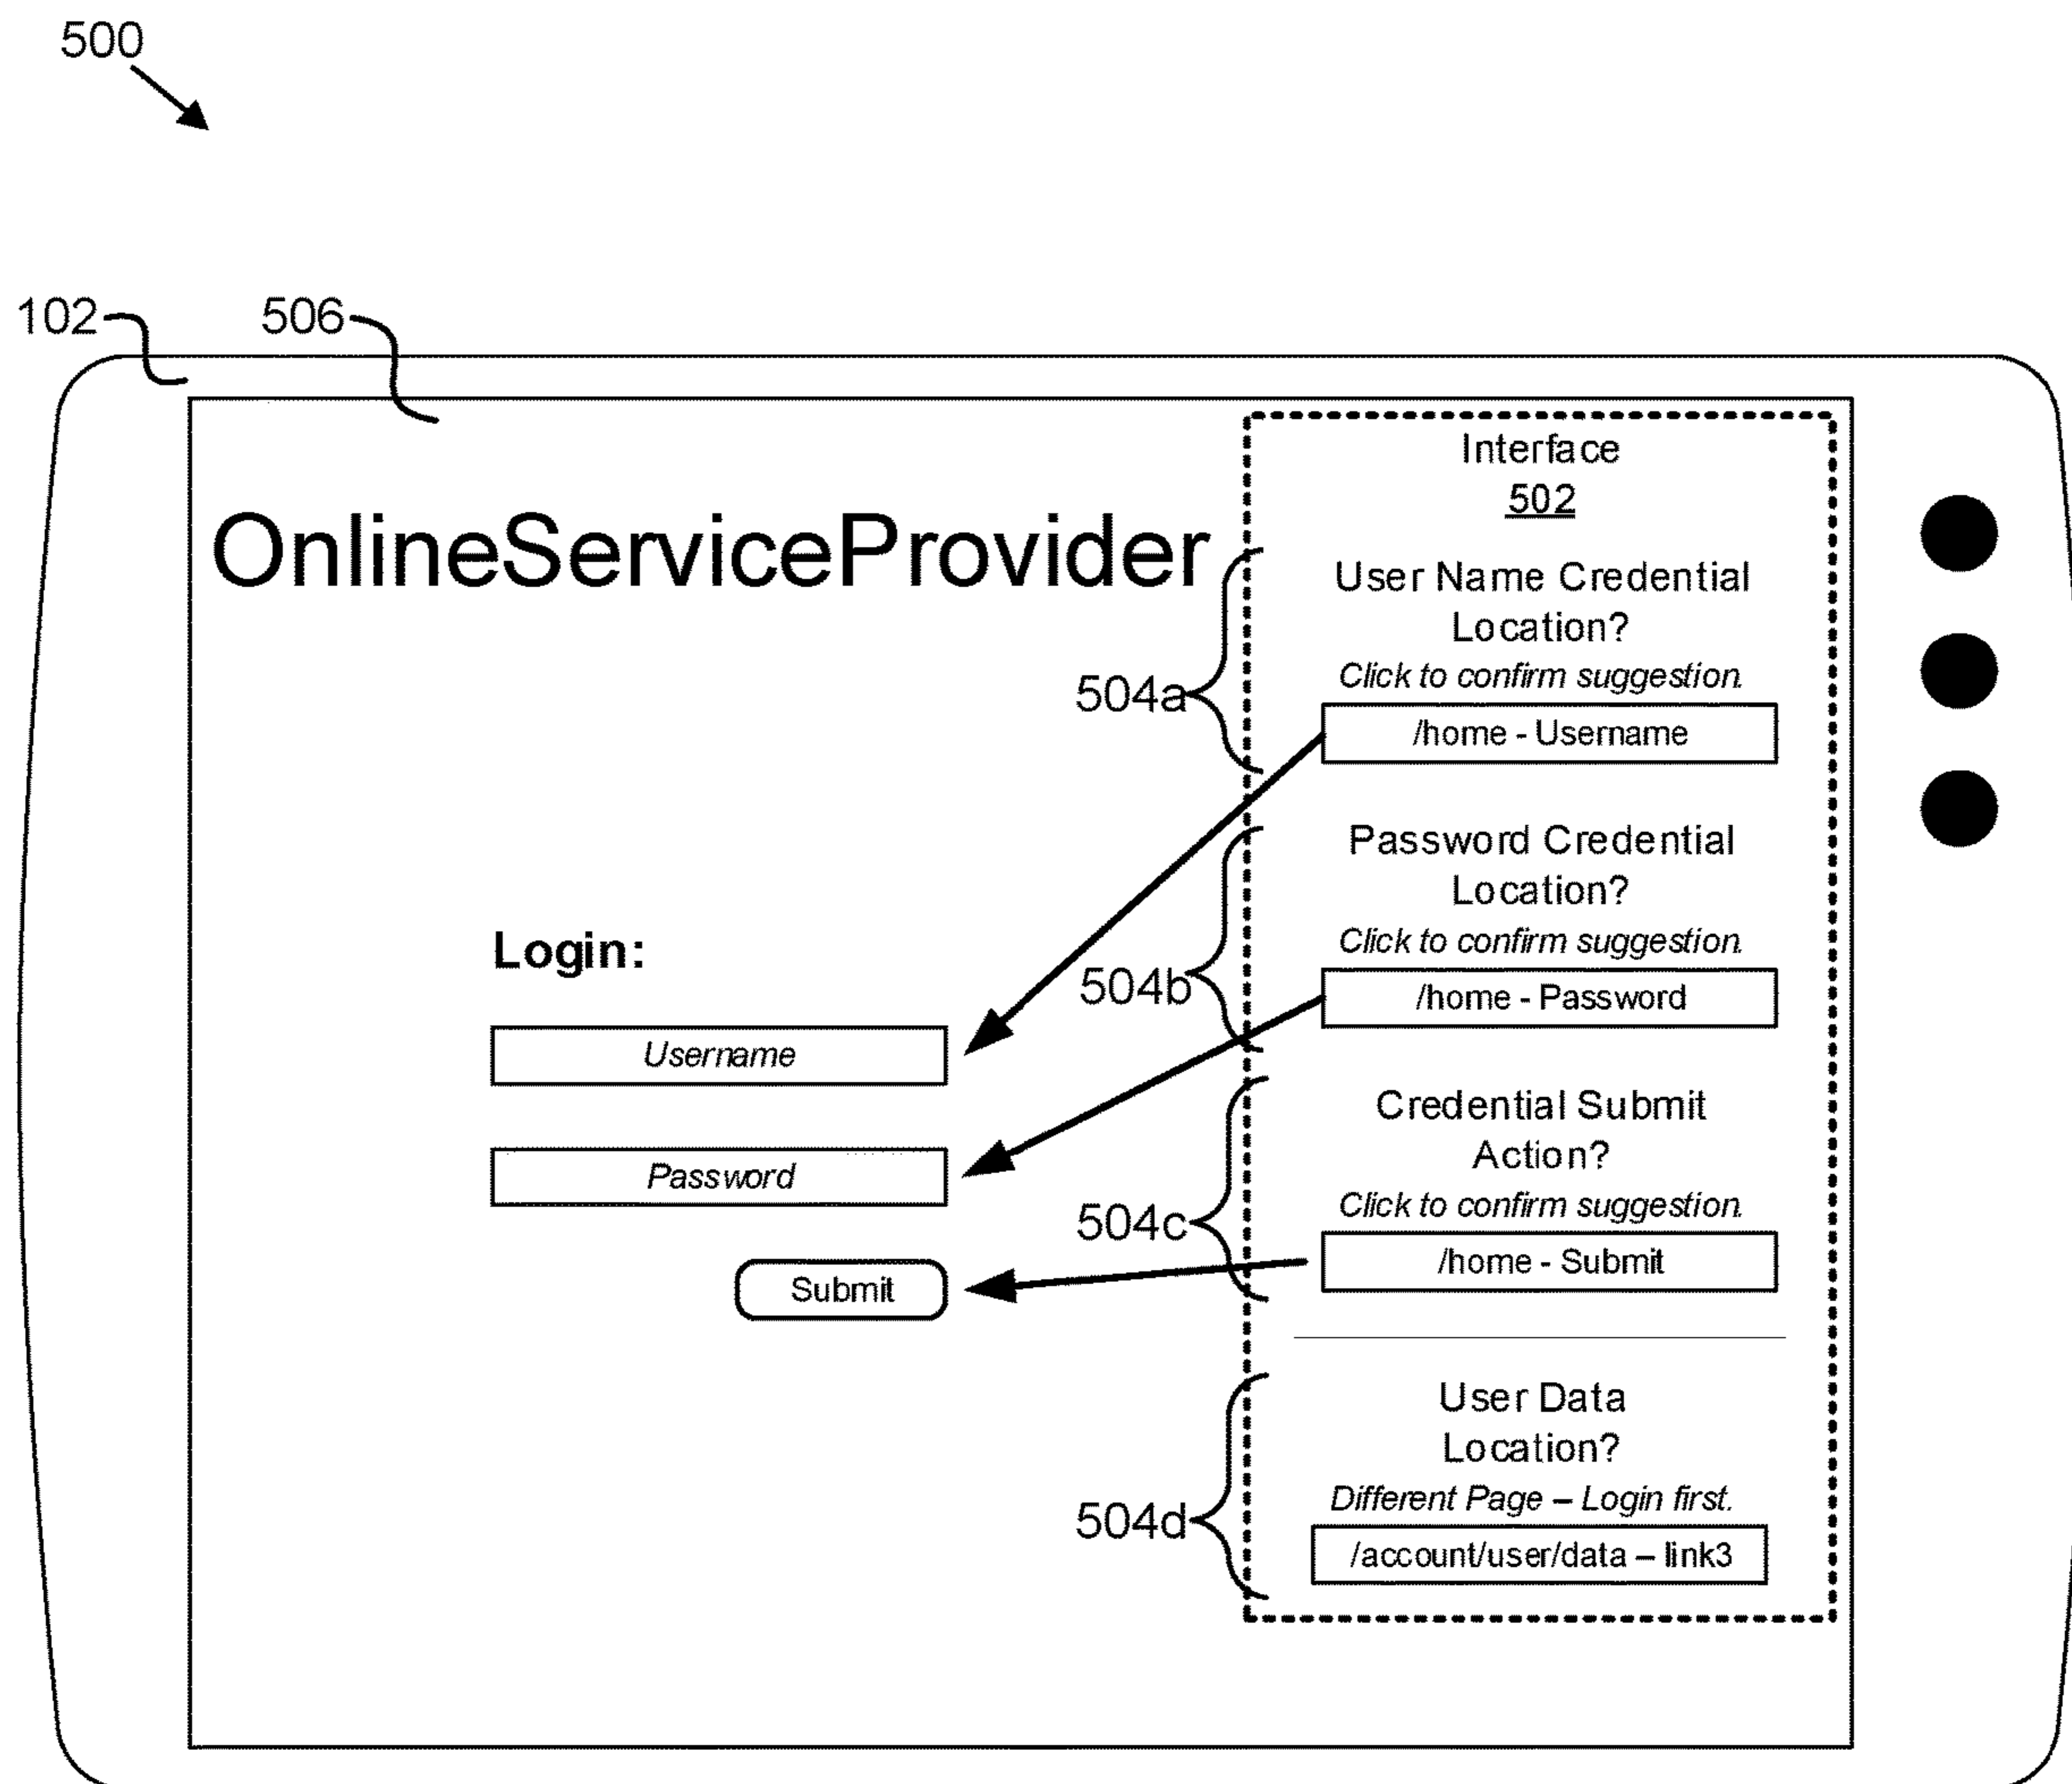 500
102
506
OnlineServiceProvider
Login:
Username
Password
Submit
Interface
502
504a
User Name Credential
Location?
Click to confirm suggestion.
/home - Username
504b
Password Credential
Location?
Click to confirm suggestion.
/home - Password
504c
Credential Submit
Action?
Click to confirm suggestion.
/home - Submit
504d
User Data
Location?
Different Page – Login first.
/account/user/data – link3